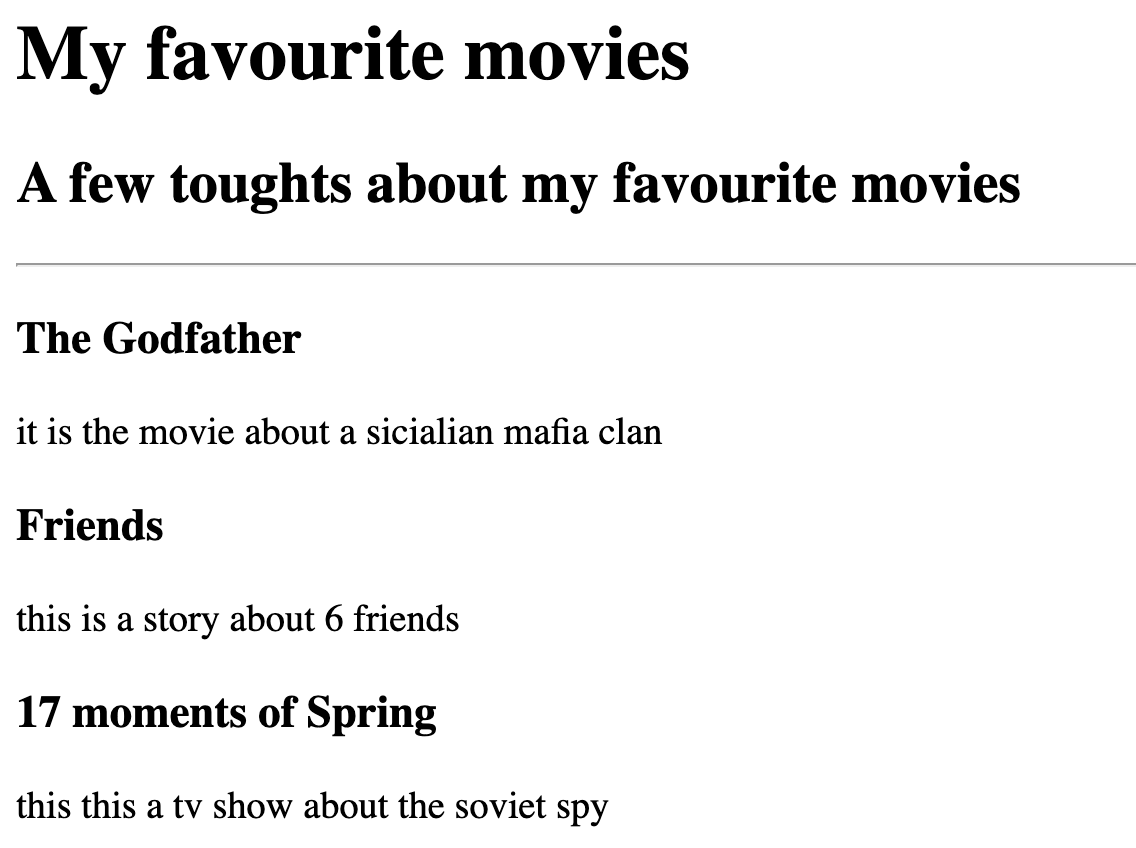 My favourite movies
A few toughts about my favourite movies
The Godfather
it is the movie about a sicialian mafia clan
Friends
this is a story about 6 friends
17 moments of Spring
this this a tv show about the soviet spy